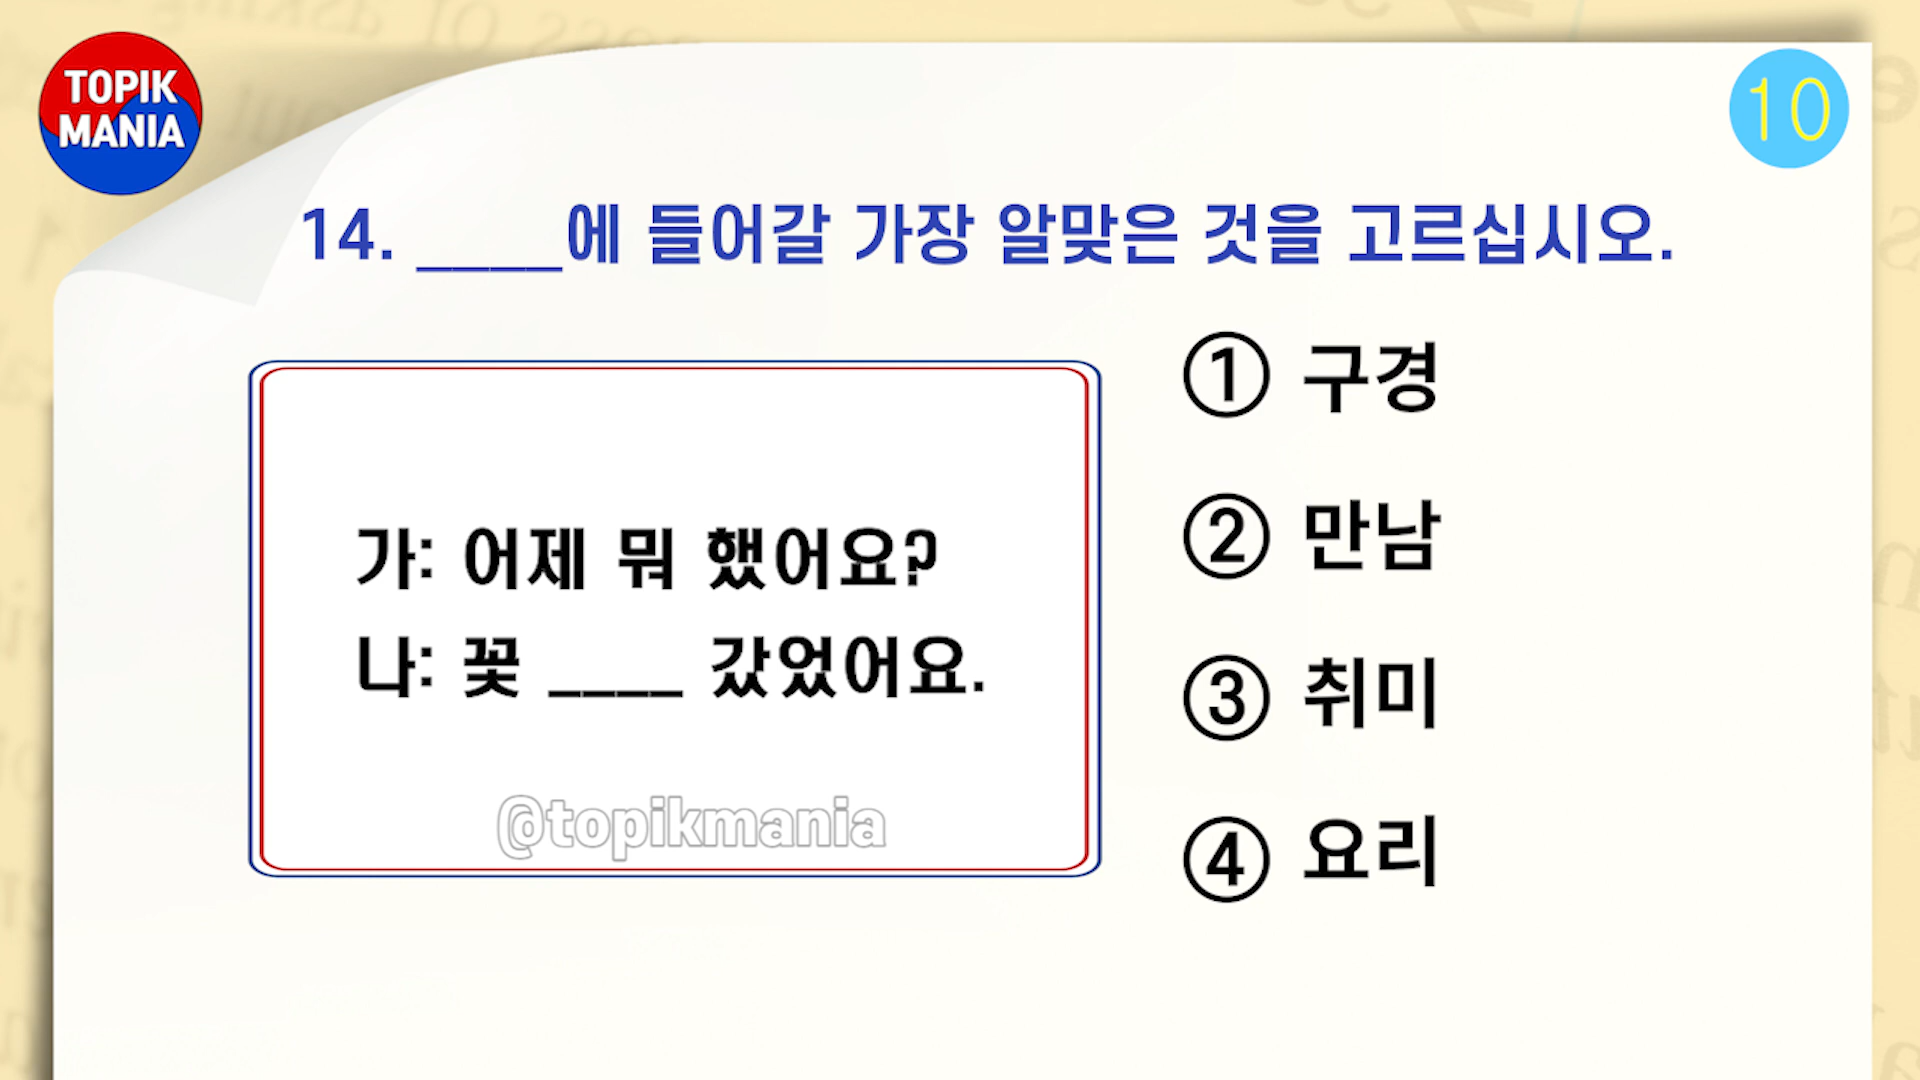 TOPIK
MANIA
10
14. ____에 들어갈 가장 알맞은 것을 고르십시오.
가: 어제 뭐 했어요?
나: 꽃 ____ 갔었어요.
@topikmania
① 구경
② 만남
③ 취미
④ 요리